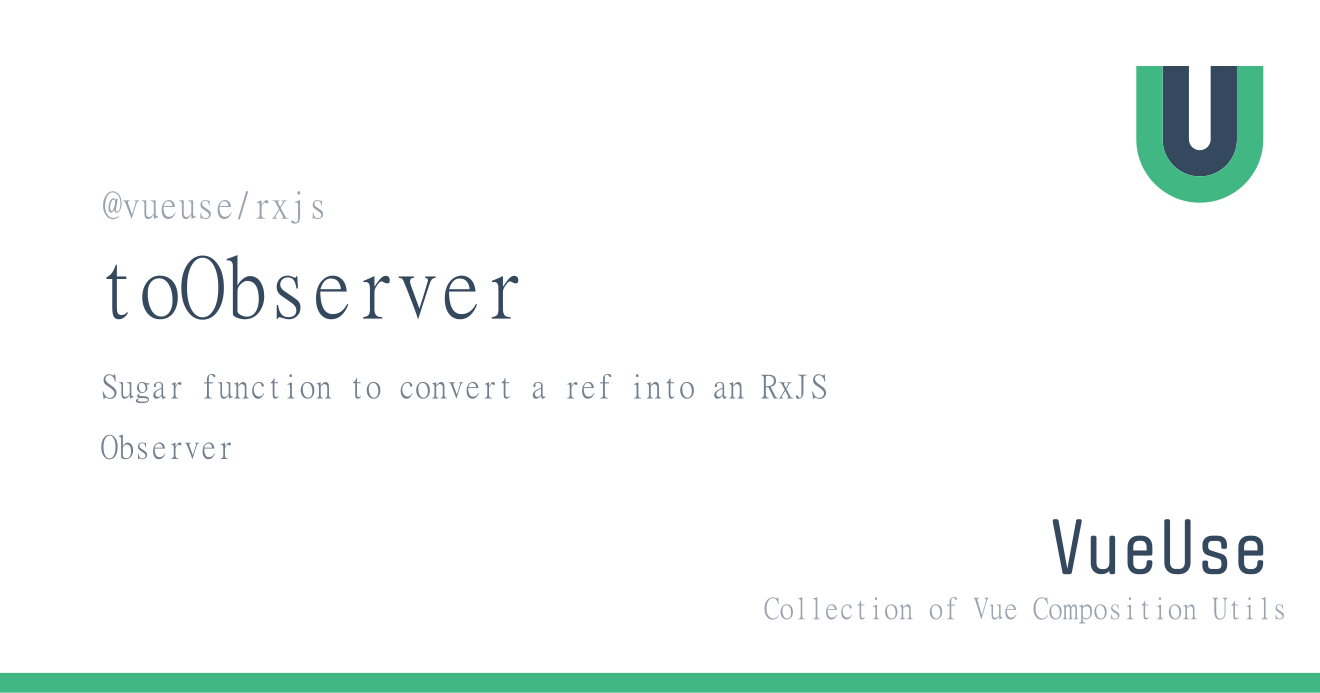 @vueuse/rxjs
toObserver
Sugar function to convert a ref into an RxJS
Observer
VueUse
Collection of Vue Composition Utils